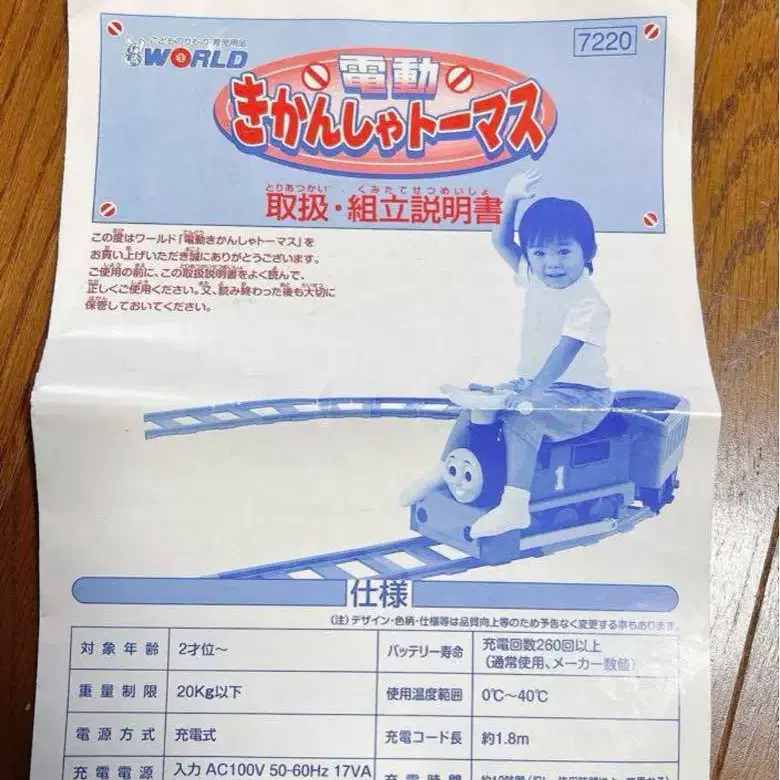 こどものりもの・育児用品
WORLD
7220
電動
きかんしゃトーマス
とりあつかい くみたてせつめいしょ
取扱・組立説明書
この度はワールド「電動きかんしゃトーマス」を
お買い上げいただき誠にありがとうございます。
ご使用の前に、この取扱説明書をよく読んで、
正しくご使用ください。又、読み終わった後も大切に
保管しておいてください。
1
仕様
(注)デザイン・色柄・仕様等は品質向上等のため予告なく変更する事もあります。
対象年齢 2才位～ バッテリー寿命 充電回数260回以上
(通常使用、メーカー数値)
重量制限 20Kg以下 使用温度範囲 0℃～40℃
電源方式 充電式 充電コード長 約1.8m
充電電源 入力 AC100V 50-60Hz 17VA 充電時間